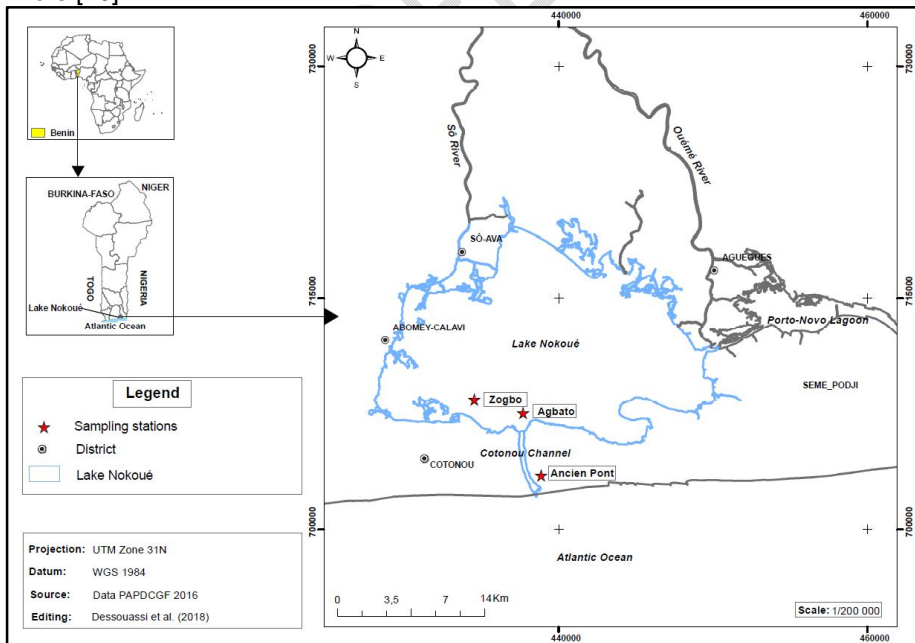 440000
460000
N
W
E
S
730000
730000
Benin
BURKINA-FASO
NIGER
TOGO
NIGERIA
Lake Nokoué
Atlantic Ocean
Sô River
Ouémé River
SÔ-AVA
AGUEGUES
715000
715000
Porto-Novo Lagoon
ABOMEY-CALAVI
Lake Nokoué
SEME_PODJI
Zogbo
Agbato
Cotonou Channel
COTONOU
Ancien Pont
Legend
Sampling stations
District
Lake Nokoué
700000
700000
Atlantic Ocean
Projection: UTM Zone 31N
Datum: WGS 1984
Source: Data PAPDCGF 2016
Editing: Dessouassi et al. (2018)
0 3,5 7 14Km
Scale: 1/200 000
440000
460000